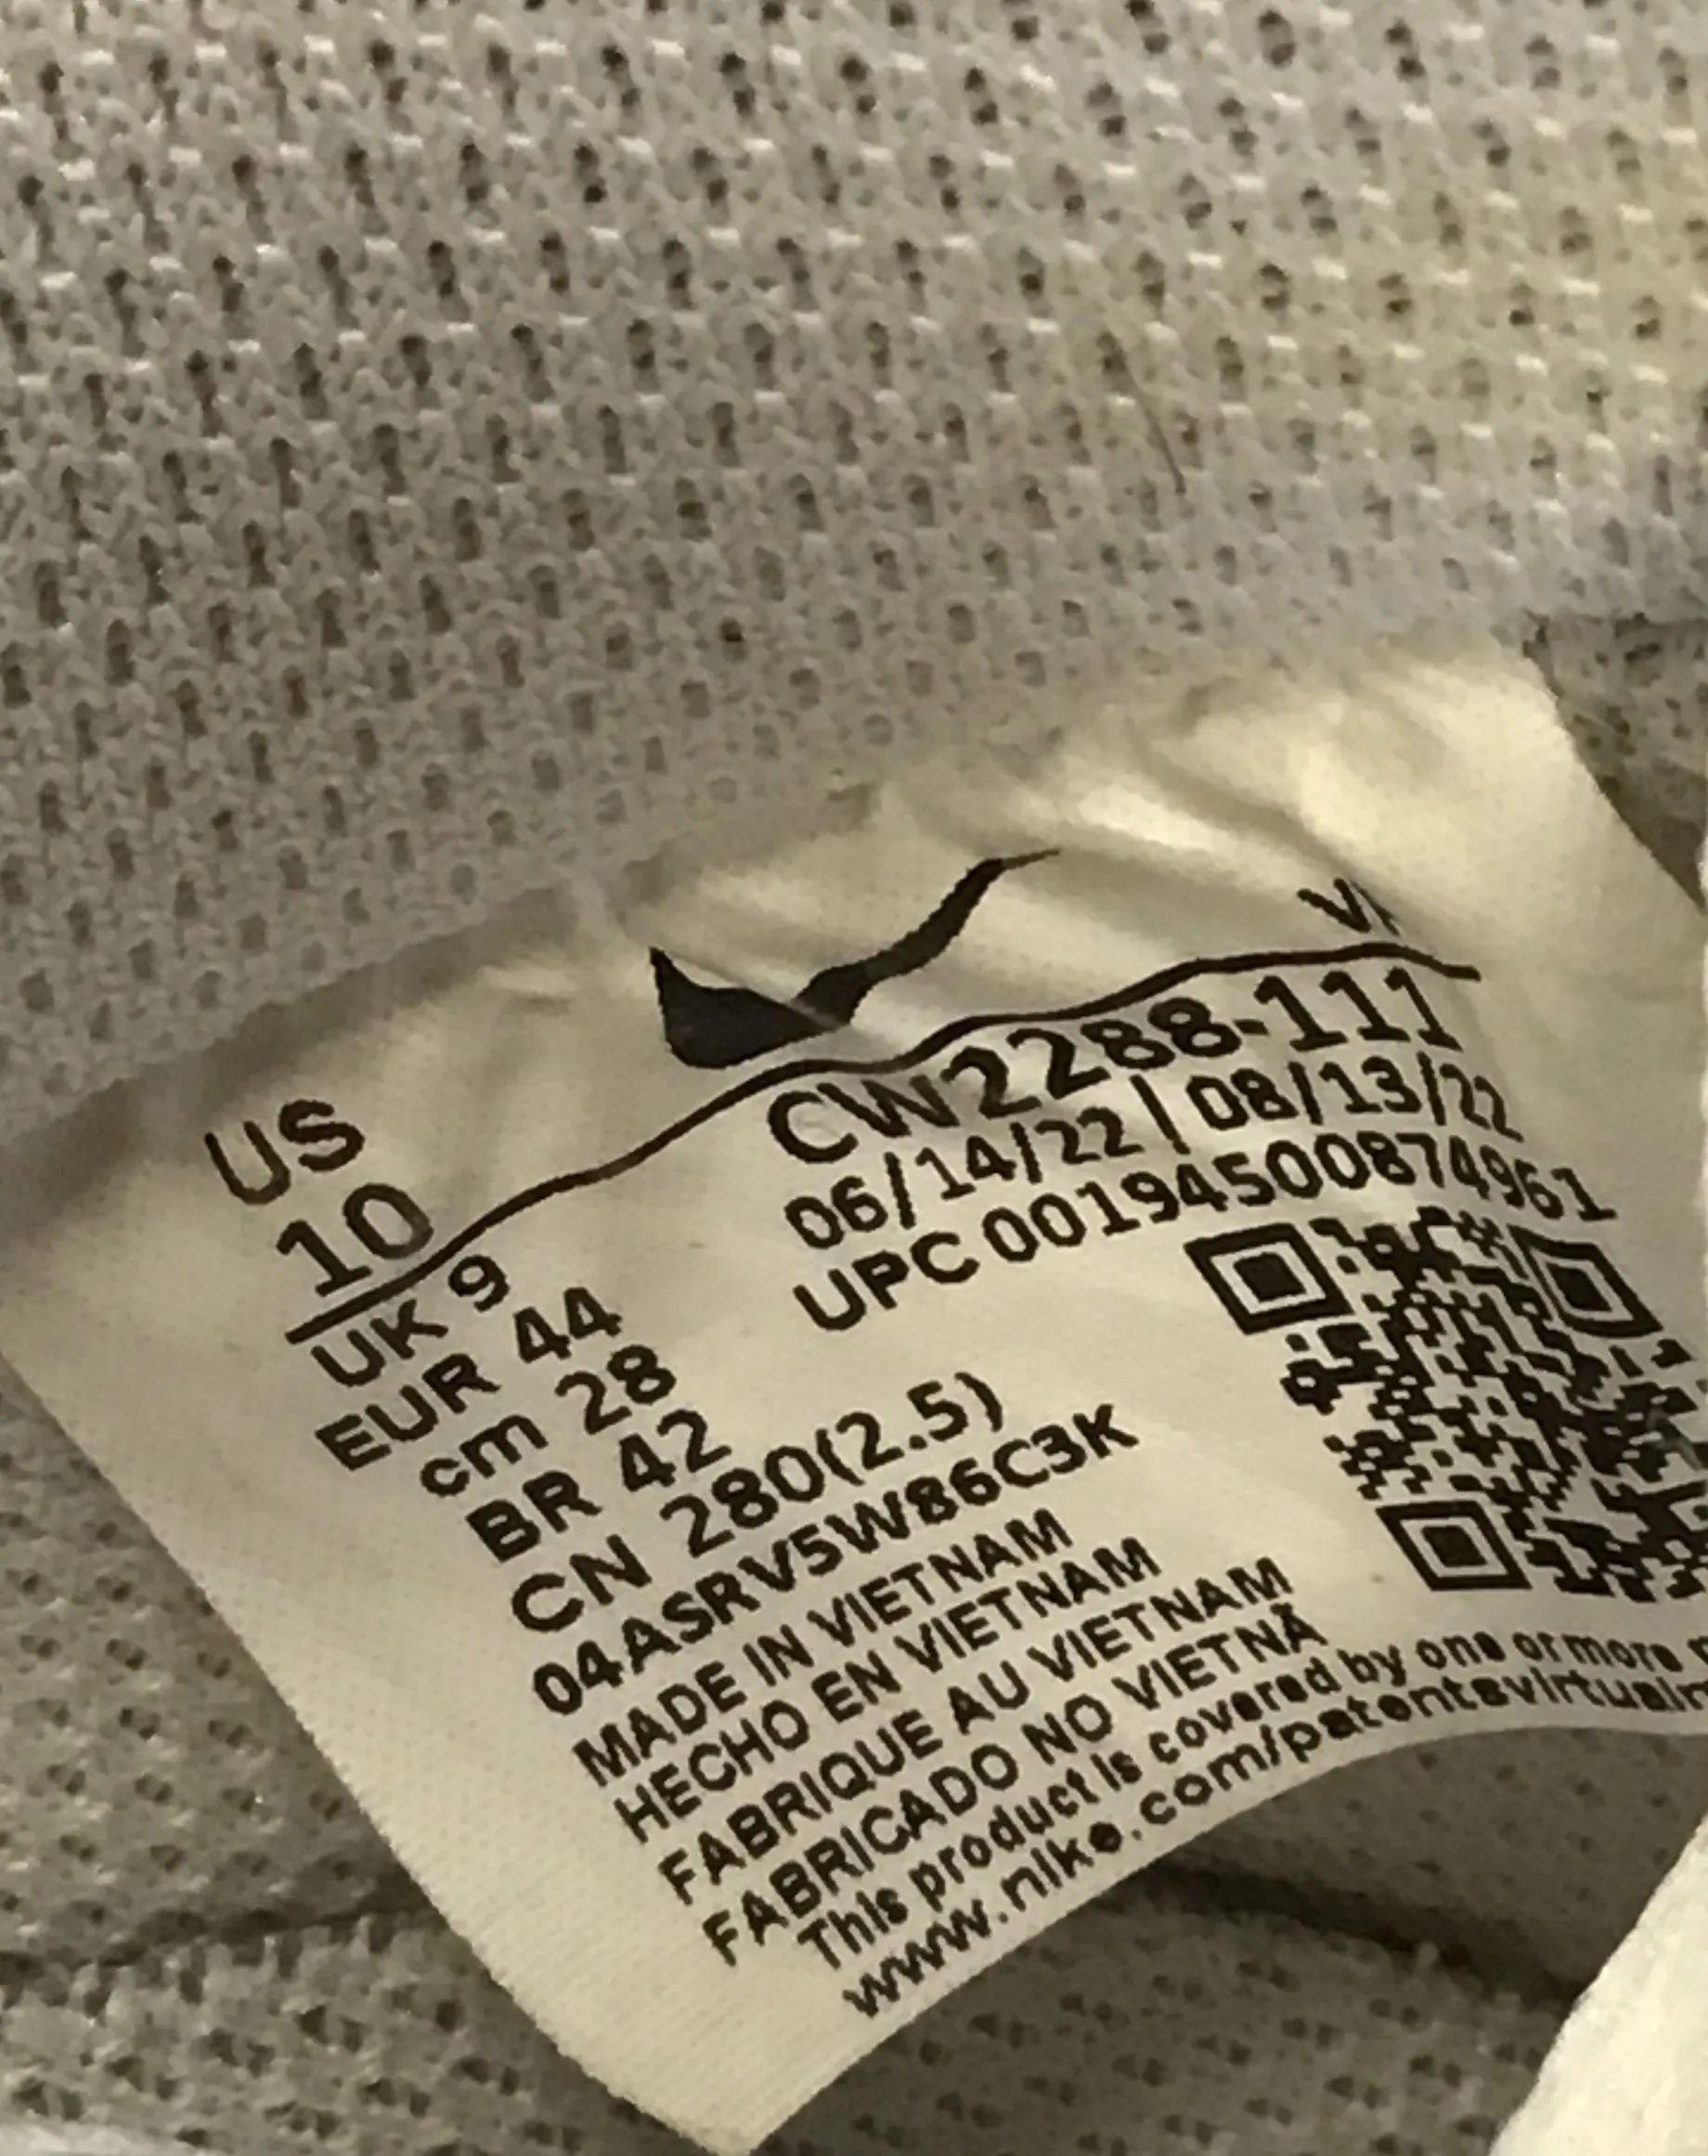 US
10
CW2288-111
06/14/22 | 08/13/22
UPC 00194500874961
UK 9
EUR 44
cm 28
BR 42
CN 280(2.5)
04ASRV5W86C3K
MADE IN VIETNAM
HECHO EN VIETNAM
FABRIQUE AU VIETNAM
FABRICADO NO VIETNÃ
This product is covered by one or more
www.nike.com/patentsvirtual